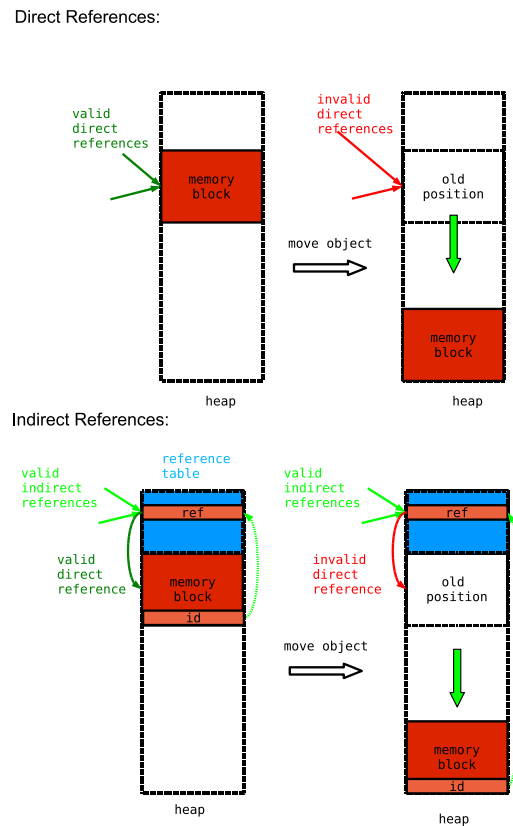 Direct References:
valid
direct
references
memory
block
heap
move object
invalid
direct
references
old
position
memory
block
heap
Indirect References:
valid
indirect
references
reference
table
ref
valid
direct
reference
memory
block
id
heap
move object
valid
indirect
references
ref
invalid
direct
reference
old
position
memory
block
id
heap